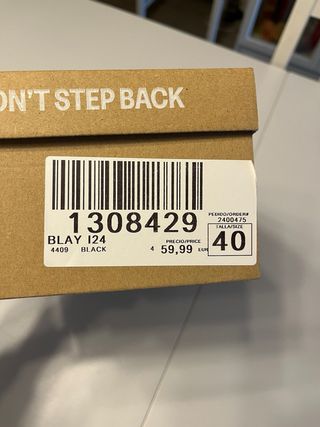 ON'T STEP BACK
1308429
PEDIDO/ORDER#
2400475
BLAY I24
PRECIO/PRICE
TALLA/SIZE
4409 BLACK 4 59,99 EUR
40